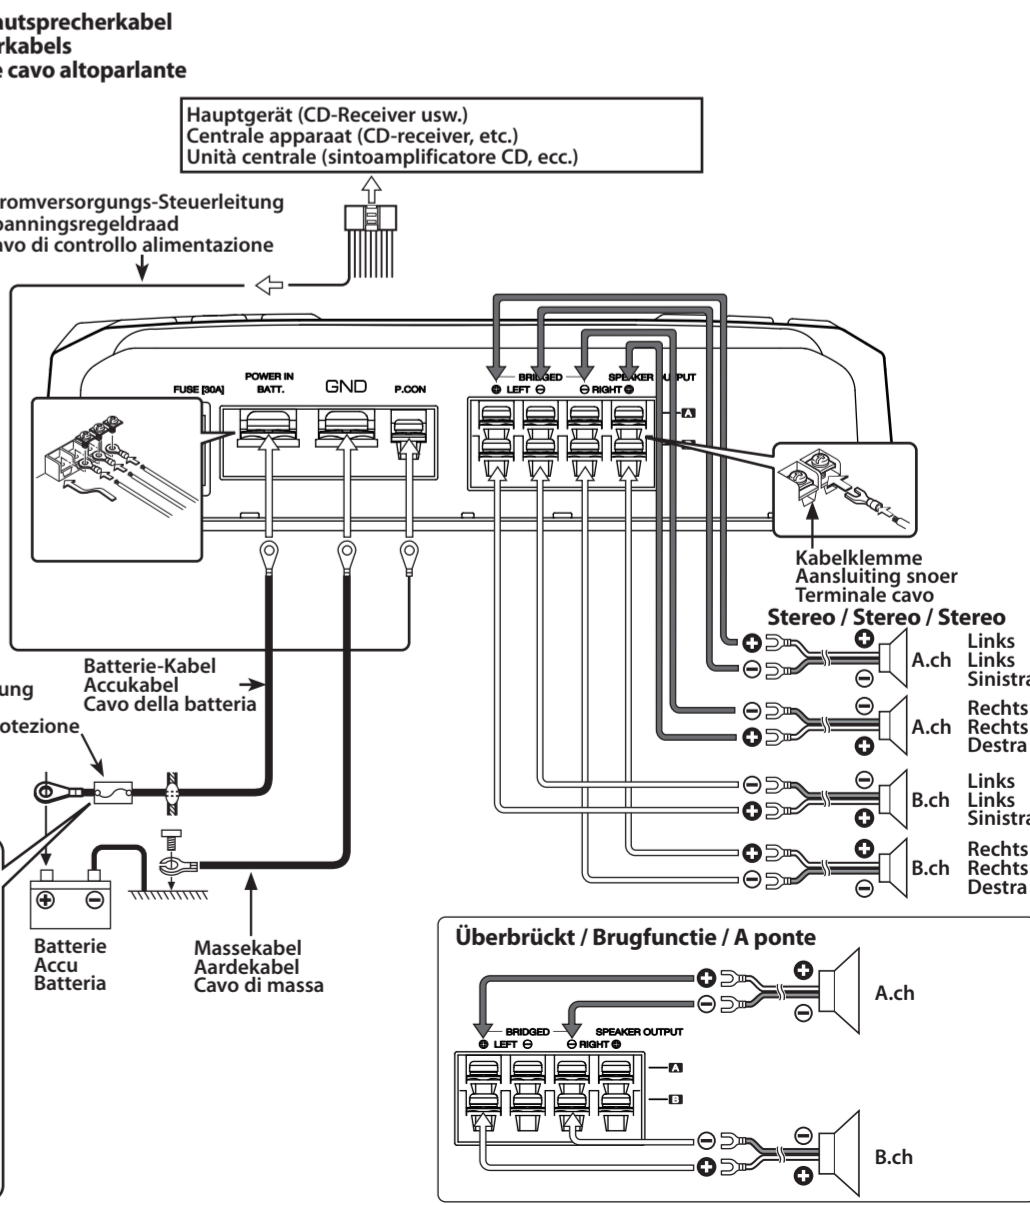 autsprecherkabel
rkabels
e cavo altoparlante
Hauptgerät (CD-Receiver usw.)
Centrale apparaat (CD-receiver, etc.)
Unità centrale (sintoamplificatore CD, ecc.)
romversorgungs-Steuerleitung
panningsregeldraad
avo di controllo alimentazione
FUSE [30A]
POWER IN
BATT.
GND
P.CON
BRIDGED
SPEAKER OUTPUT
⊕ LEFT ⊖
⊖ RIGHT ⊕
A
Kabelklemme
Aansluiting snoer
Terminale cavo
Stereo / Stereo / Stereo
A.ch
Links
Links
Sinistra
A.ch
Rechts
Rechts
Destra
B.ch
Links
Links
Sinistra
B.ch
Rechts
Rechts
Destra
Batterie-Kabel
Accukabel
Cavo della batteria
ung
otezione
Batterie
Accu
Batteria
Massekabel
Aardekabel
Cavo di massa
Überbrückt / Brugfunctie / A ponte
BRIDGED
SPEAKER OUTPUT
⊕ LEFT ⊖
⊖ RIGHT ⊕
A
B
A.ch
B.ch